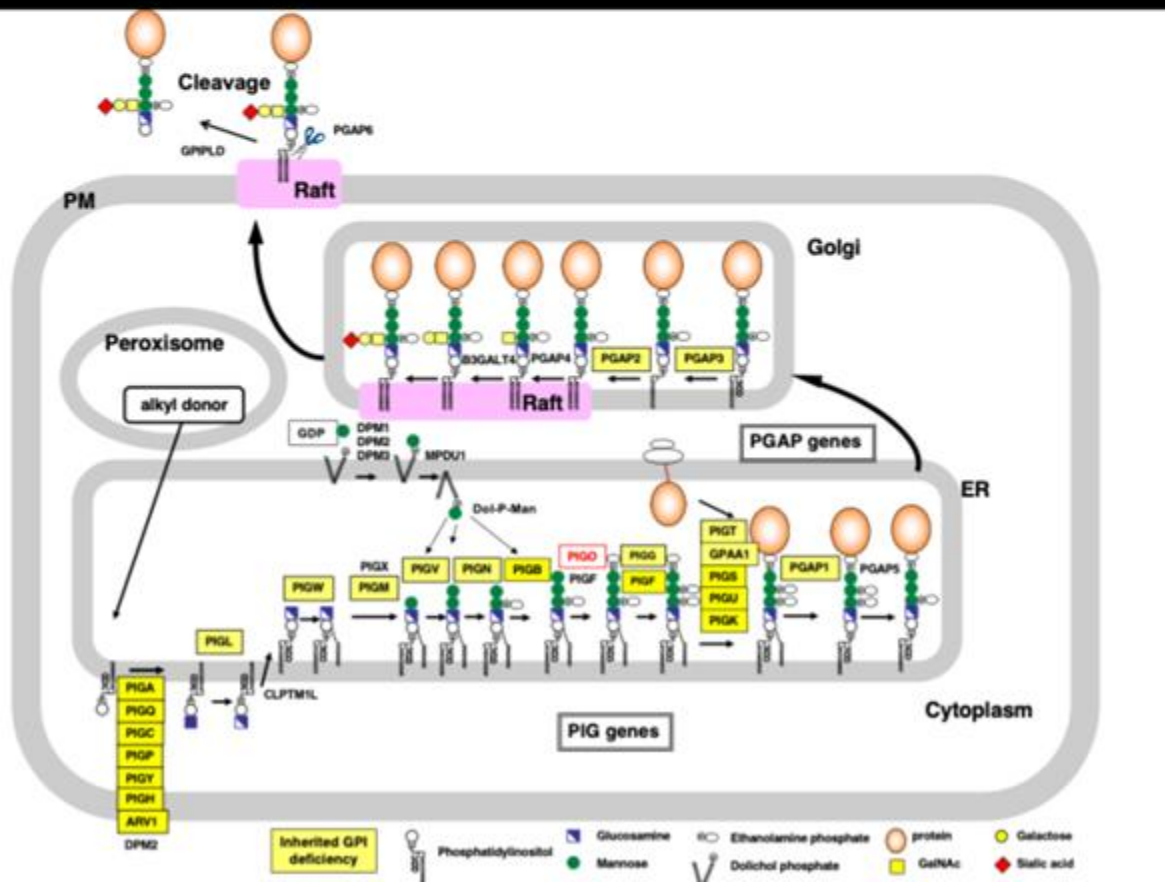 Cleavage
PGAP6
GPIPLD
Raft
PM
Golgi
Peroxisome
B3GALT4
PGAP4
PGAP2
PGAP3
alkyl donor
Raft
GDP
DPM1
DPM2
DPM3
MPDU1
PGAP genes
ER
Dol-P-Man
PIGT
GPAA1
PIGS
PIGU
PIGK
PIGO
PIGF
PIGG
PIGF
PGAP1
PGAP5
PIGX
PIGM
PIGV
PIGN
PIGB
PIGW
PIGL
CLPTM1L
PIGA
PIGQ
PIGC
PIGP
PIGY
PIGH
ARV1
DPM2
Cytoplasm
PIG genes
Inherited GPI
deficiency
Phosphatidylinositol
Glucosamine
Mannose
Ethanolamine phosphate
Dolichol phosphate
protein
GalNAc
Galactose
Sialic acid